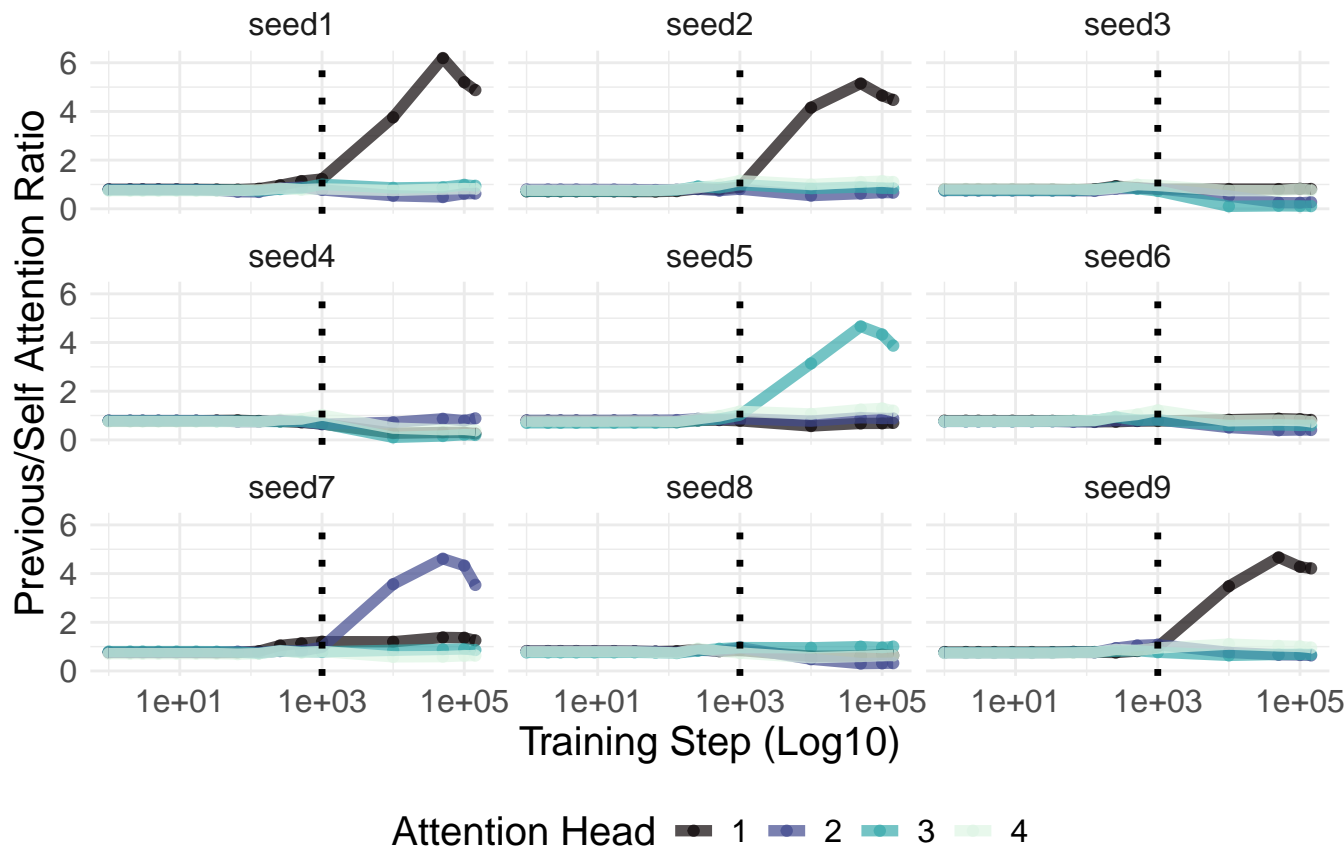 seed1 seed2 seed3
6
4
2
0
seed4 seed5 seed6
6
4
2
0
seed7 seed8 seed9
6
4
2
0
Previous/Self Attention Ratio
1e+01 1e+03 1e+05 1e+01 1e+03 1e+05 1e+01 1e+03 1e+05
Training Step (Log10)
Attention Head 1 2 3 4